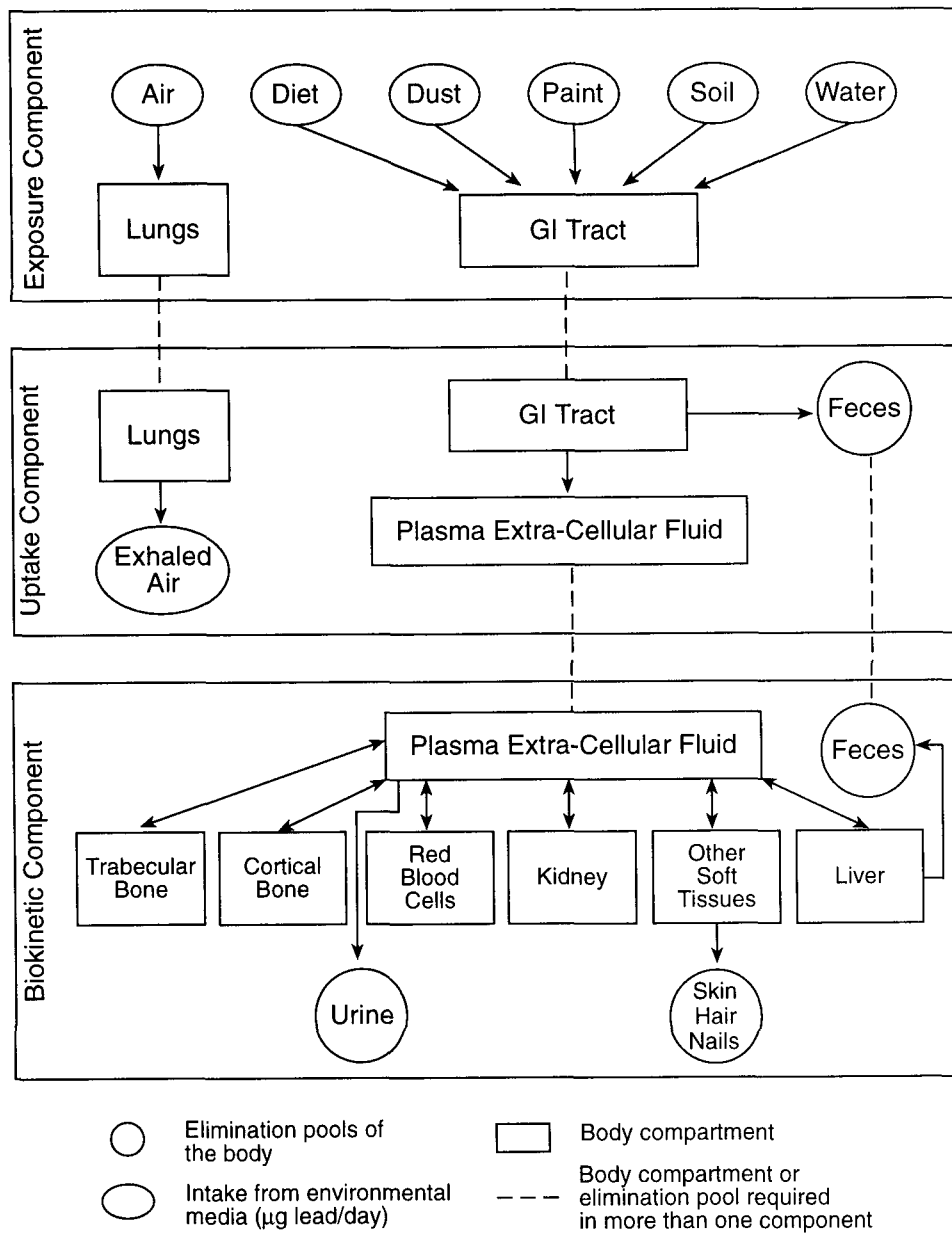 Exposure Component
Air
Diet
Dust
Paint
Soil
Water
Lungs
GI Tract
Uptake Component
Lungs
GI Tract
Feces
Plasma Extra-Cellular Fluid
Exhaled
Air
Biokinetic Component
Plasma Extra-Cellular Fluid
Feces
Trabecular
Bone
Cortical
Bone
Red
Blood
Cells
Kidney
Other
Soft
Tissues
Liver
Urine
Skin
Hair
Nails
Elimination pools of
the body
Body compartment
Intake from environmental
media (µg lead/day)
Body compartment or
elimination pool required
in more than one component